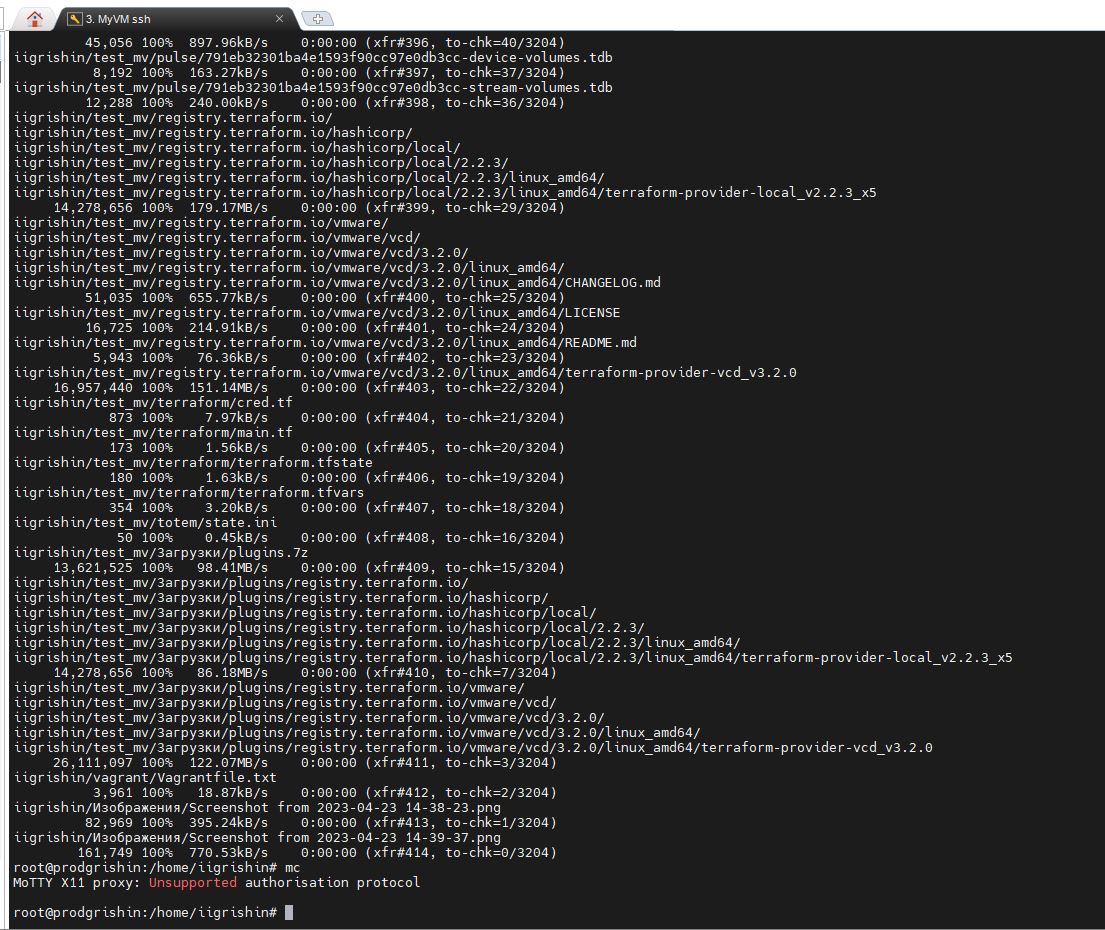 3. MyVM ssh
45,056 100%  897.96kB/s    0:00:00 (xfr#396, to-chk=40/3204)
iigrishin/test_mv/pulse/791eb32301ba4e1593f90cc97e0db3cc-device-volumes.tdb
8,192 100%  163.27kB/s    0:00:00 (xfr#397, to-chk=37/3204)
iigrishin/test_mv/pulse/791eb32301ba4e1593f90cc97e0db3cc-stream-volumes.tdb
12,288 100%  240.00kB/s    0:00:00 (xfr#398, to-chk=36/3204)
iigrishin/test_mv/registry.terraform.io/
iigrishin/test_mv/registry.terraform.io/hashicorp/
iigrishin/test_mv/registry.terraform.io/hashicorp/local/
iigrishin/test_mv/registry.terraform.io/hashicorp/local/2.2.3/
iigrishin/test_mv/registry.terraform.io/hashicorp/local/2.2.3/linux_amd64/
iigrishin/test_mv/registry.terraform.io/hashicorp/local/2.2.3/linux_amd64/terraform-provider-local_v2.2.3_x5
14,278,656 100%  179.17MB/s    0:00:00 (xfr#399, to-chk=29/3204)
iigrishin/test_mv/registry.terraform.io/vmware/
iigrishin/test_mv/registry.terraform.io/vmware/vcd/
iigrishin/test_mv/registry.terraform.io/vmware/vcd/3.2.0/
iigrishin/test_mv/registry.terraform.io/vmware/vcd/3.2.0/linux_amd64/
iigrishin/test_mv/registry.terraform.io/vmware/vcd/3.2.0/linux_amd64/CHANGELOG.md
51,035 100%  655.77kB/s    0:00:00 (xfr#400, to-chk=25/3204)
iigrishin/test_mv/registry.terraform.io/vmware/vcd/3.2.0/linux_amd64/LICENSE
16,725 100%  214.91kB/s    0:00:00 (xfr#401, to-chk=24/3204)
iigrishin/test_mv/registry.terraform.io/vmware/vcd/3.2.0/linux_amd64/README.md
5,943 100%   76.36kB/s    0:00:00 (xfr#402, to-chk=23/3204)
iigrishin/test_mv/registry.terraform.io/vmware/vcd/3.2.0/linux_amd64/terraform-provider-vcd_v3.2.0
16,957,440 100%  151.14MB/s    0:00:00 (xfr#403, to-chk=22/3204)
iigrishin/test_mv/terraform/cred.tf
873 100%    7.97kB/s    0:00:00 (xfr#404, to-chk=21/3204)
iigrishin/test_mv/terraform/main.tf
173 100%    1.56kB/s    0:00:00 (xfr#405, to-chk=20/3204)
iigrishin/test_mv/terraform/terraform.tfstate
180 100%    1.63kB/s    0:00:00 (xfr#406, to-chk=19/3204)
iigrishin/test_mv/terraform/terraform.tfvars
354 100%    3.20kB/s    0:00:00 (xfr#407, to-chk=18/3204)
iigrishin/test_mv/totem/state.ini
50 100%    0.45kB/s    0:00:00 (xfr#408, to-chk=16/3204)
iigrishin/test_mv/Загрузки/plugins.7z
13,621,525 100%   98.41MB/s    0:00:00 (xfr#409, to-chk=15/3204)
iigrishin/test_mv/Загрузки/plugins/registry.terraform.io/
iigrishin/test_mv/Загрузки/plugins/registry.terraform.io/hashicorp/
iigrishin/test_mv/Загрузки/plugins/registry.terraform.io/hashicorp/local/
iigrishin/test_mv/Загрузки/plugins/registry.terraform.io/hashicorp/local/2.2.3/
iigrishin/test_mv/Загрузки/plugins/registry.terraform.io/hashicorp/local/2.2.3/linux_amd64/
iigrishin/test_mv/Загрузки/plugins/registry.terraform.io/hashicorp/local/2.2.3/linux_amd64/terraform-provider-local_v2.2.3_x5
14,278,656 100%   86.18MB/s    0:00:00 (xfr#410, to-chk=7/3204)
iigrishin/test_mv/Загрузки/plugins/registry.terraform.io/vmware/
iigrishin/test_mv/Загрузки/plugins/registry.terraform.io/vmware/vcd/
iigrishin/test_mv/Загрузки/plugins/registry.terraform.io/vmware/vcd/3.2.0/
iigrishin/test_mv/Загрузки/plugins/registry.terraform.io/vmware/vcd/3.2.0/linux_amd64/
iigrishin/test_mv/Загрузки/plugins/registry.terraform.io/vmware/vcd/3.2.0/linux_amd64/terraform-provider-vcd_v3.2.0
26,111,097 100%  122.07MB/s    0:00:00 (xfr#411, to-chk=3/3204)
iigrishin/vagrant/Vagrantfile.txt
3,961 100%   18.87kB/s    0:00:00 (xfr#412, to-chk=2/3204)
iigrishin/Изображения/Screenshot from 2023-04-23 14-38-23.png
82,969 100%  395.24kB/s    0:00:00 (xfr#413, to-chk=1/3204)
iigrishin/Изображения/Screenshot from 2023-04-23 14-39-37.png
161,749 100%  770.53kB/s    0:00:00 (xfr#414, to-chk=0/3204)
root@prodgrishin:/home/iigrishin# mc
MoTTY X11 proxy: Unsupported authorisation protocol
root@prodgrishin:/home/iigrishin#